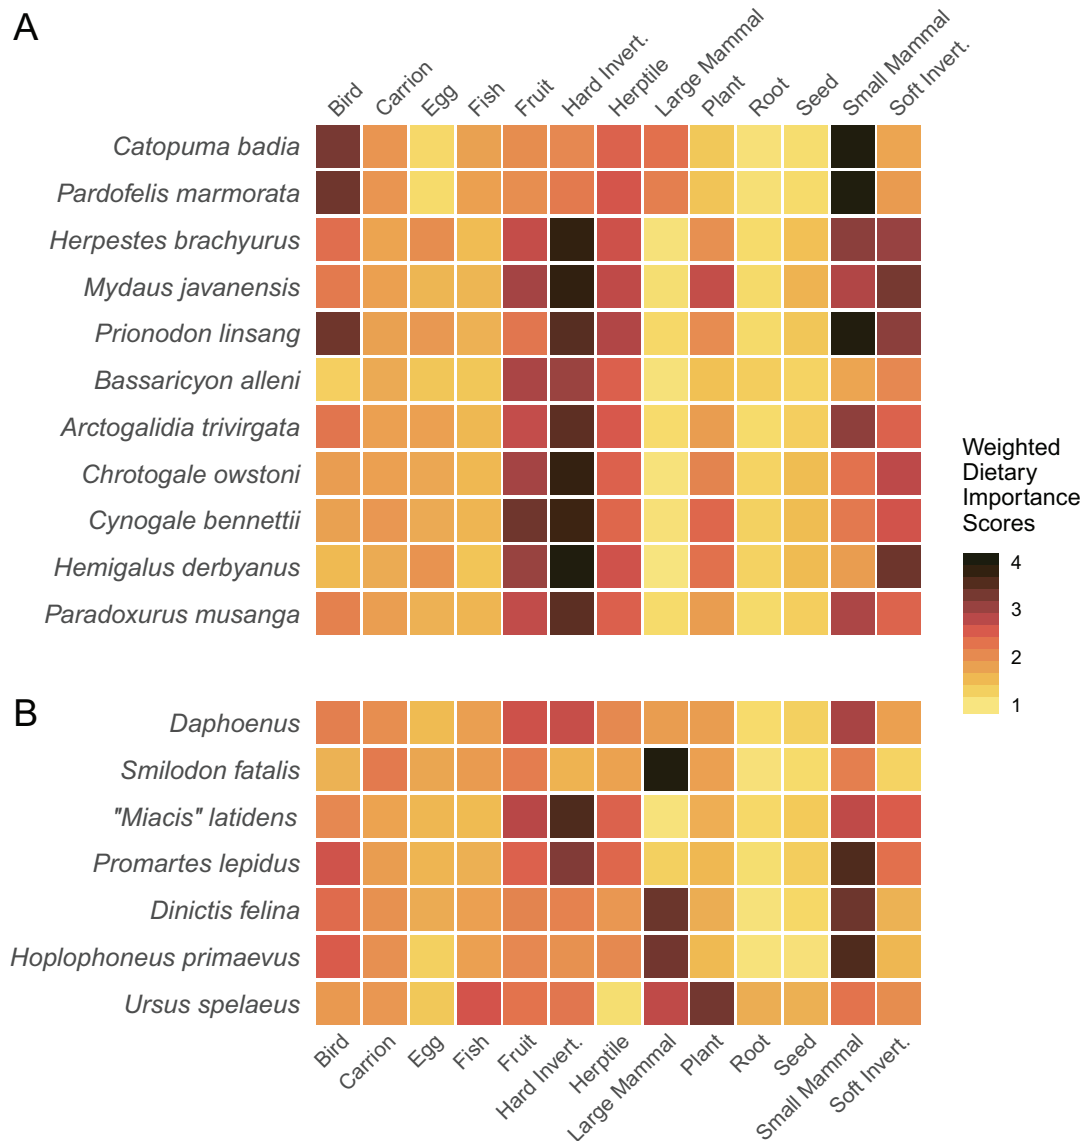 A
Bird
Carrion
Egg
Fish
Fruit
Hard Invert.
Herptile
Large Mammal
Plant
Root
Seed
Small Mammal
Soft Invert.
Catopuma badia
Pardofelis marmorata
Herpestes brachyurus
Mydaus javanensis
Prionodon linsang
Bassaricyon alleni
Arctogalidia trivirgata
Chrotogale owstoni
Cynogale bennettii
Hemigalus derbyanus
Paradoxurus musanga
Weighted
Dietary
Importance
Scores
4
3
2
1
B
Daphoenus
Smilodon fatalis
"Miacis" latidens
Promartes lepidus
Dinictis felina
Hoplophoneus primaevus
Ursus spelaeus
Bird
Carrion
Egg
Fish
Fruit
Hard Invert.
Herptile
Large Mammal
Plant
Root
Seed
Small Mammal
Soft Invert.